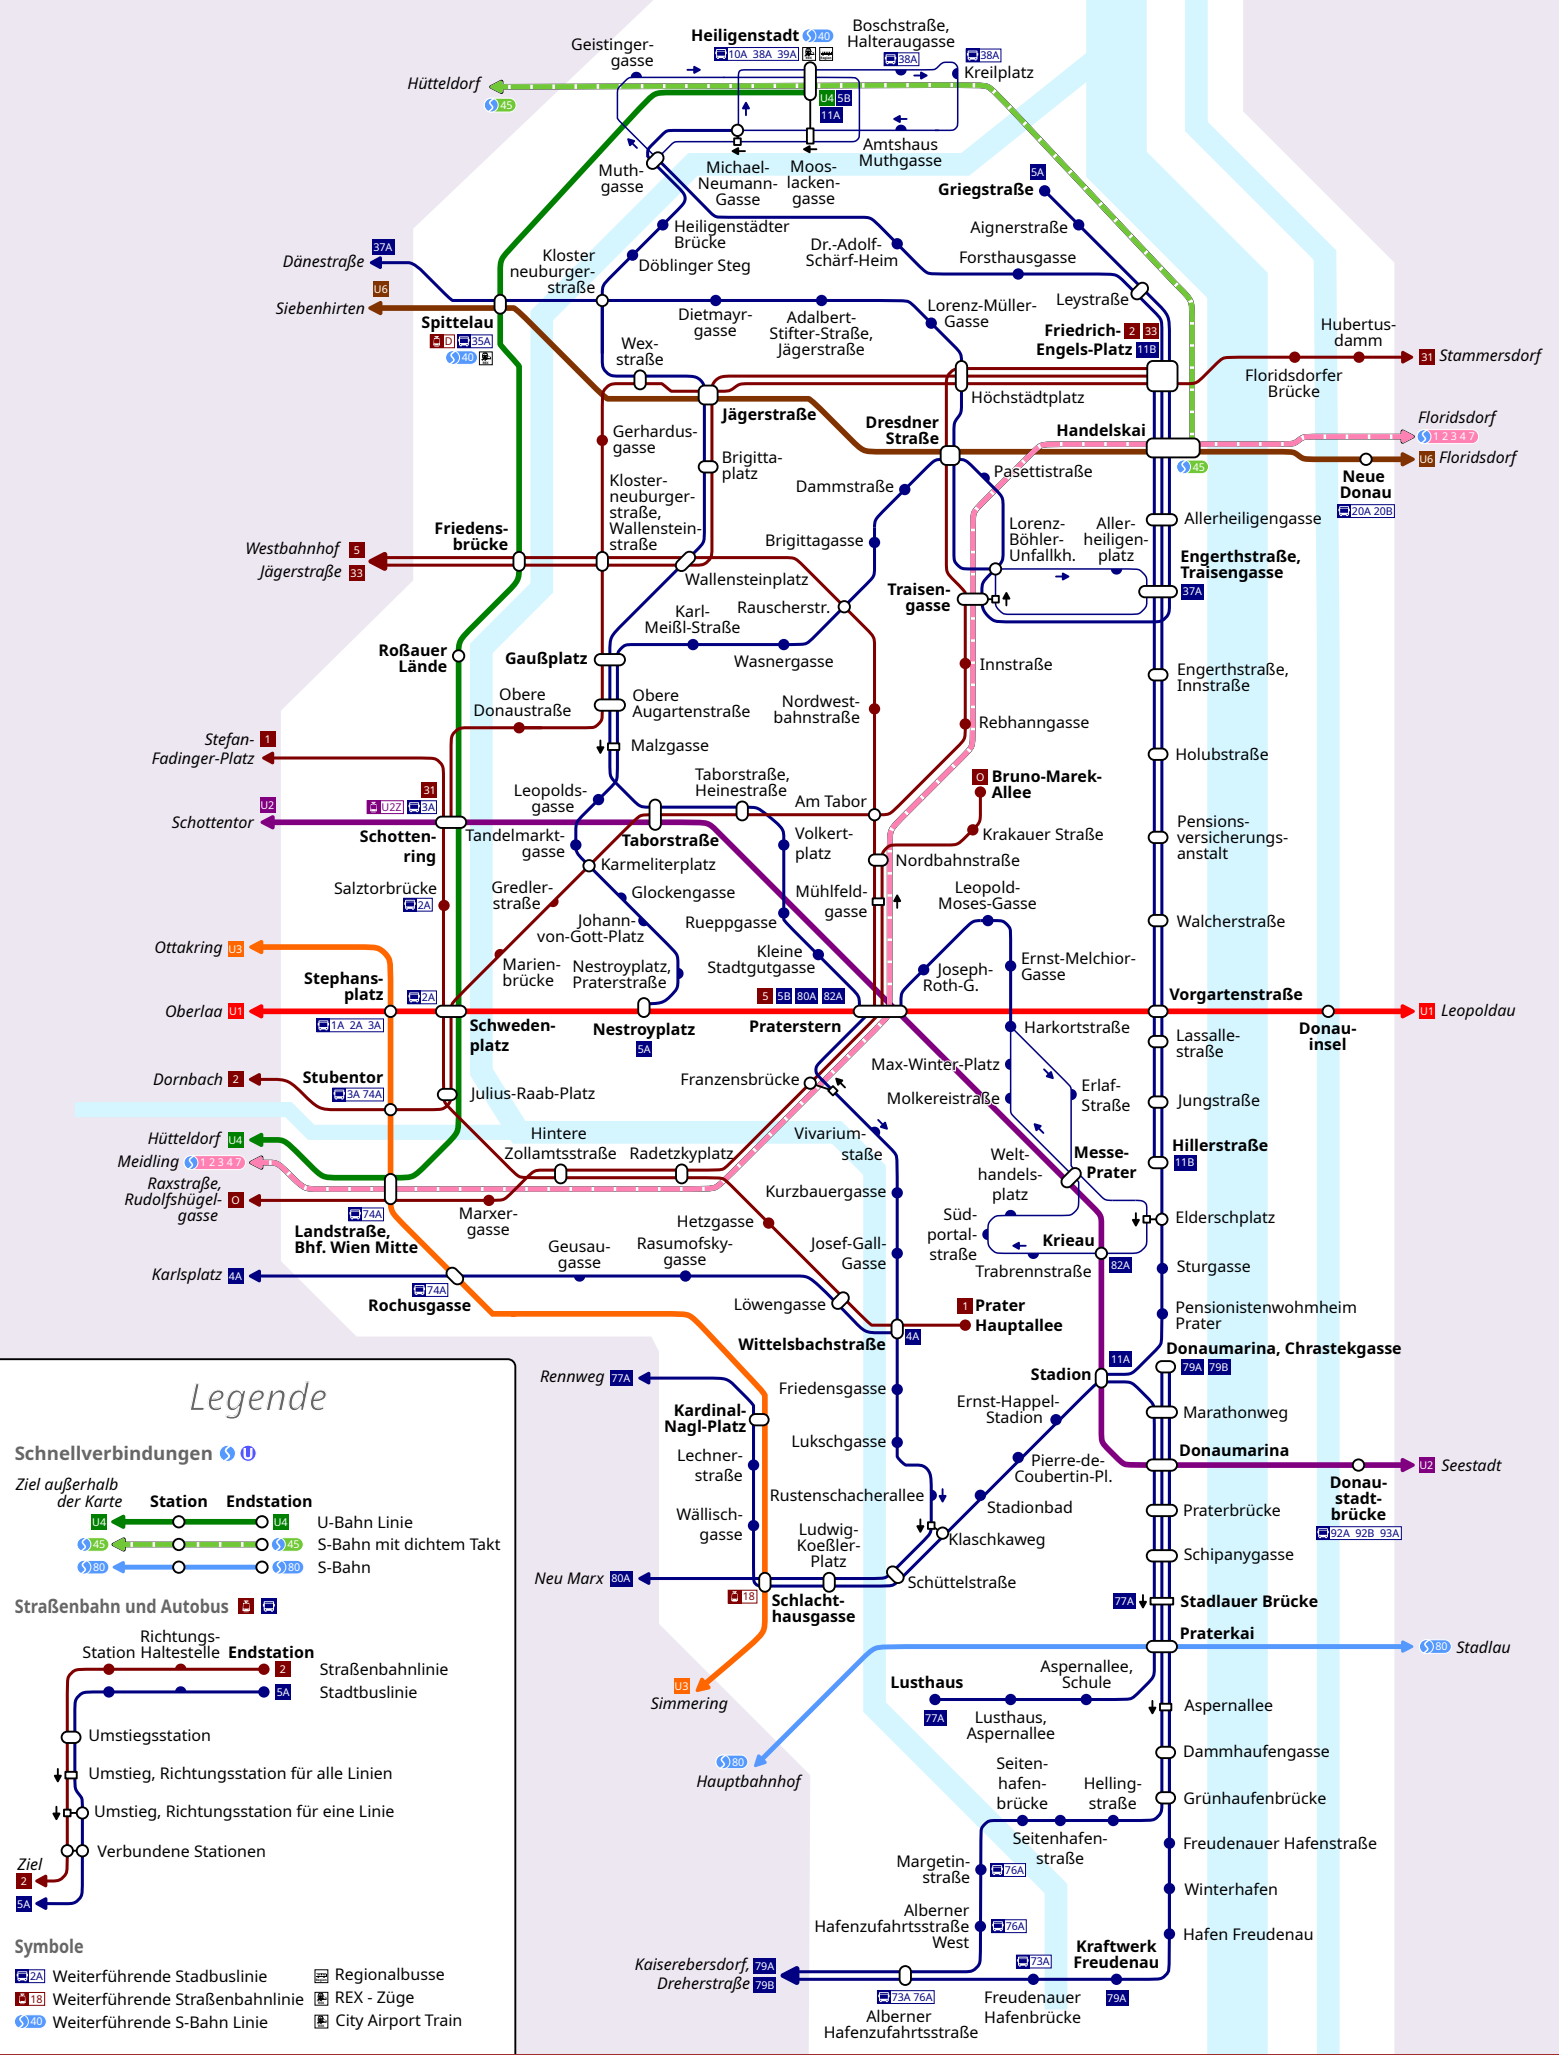 Geistinger-
gasse
Heiligenstadt
40
10A 38A 39A
Boschstraße,
Halteraugasse
38A
38A
Kreilplatz
Hütteldorf
45
U4 5B
11A
Muth-
gasse
Michael-
Neumann-
Gasse
Moos-
lacken-
gasse
Amtshaus
Muthgasse
5A
Griegstraße
Aignerstraße
Heiligenstädter
Brücke
Döblinger Steg
Dr.-Adolf-
Schärf-Heim
Forsthausgasse
Leystraße
37A
Dänestraße
Kloster
neuburger-
straße
U6
Siebenhirten
Spittelau
D 35A
40
Dietmayr-
gasse
Adalbert-
Stifter-Straße,
Jägerstraße
Lorenz-Müller-
Gasse
Friedrich- 2 33
Engels-Platz 11B
Wex-
straße
Hubertus-
damm
31 Stammersdorf
Floridsdorfer
Brücke
Jägerstraße
Höchstädtplatz
Dresdner
Straße
Handelskai
45
Floridsdorf
1 2 3 4 7
U6 Floridsdorf
Neue
Donau
20A 20B
Gerhardus-
gasse
Brigitta-
platz
Dammstraße
Pasettistraße
Kloster-
neuburger-
straße,
Wallenstein-
straße
Friedens-
brücke
Westbahnhof 5
Jägerstraße 33
Brigittagasse
Lorenz-
Böhler-
Unfallkh.
Aller-
heiligen-
platz
Allerheiligengasse
Engerthstraße,
Traisengasse
37A
Wallensteinplatz
Rauscherstr.
Traisen-
gasse
Karl-
Meißl-Straße
Wasnergasse
Roßauer
Lände
Gaußplatz
Innstraße
Engerthstraße,
Innstraße
Obere
Donaustraße
Obere
Augartenstraße
Nordwest-
bahnstraße
Rebhanngasse
Stefan- 1
Fadinger-Platz
Malzgasse
Holubstraße
31
U2Z 3A
U2
Schottentor
Schotten-
ring
Leopolds-
gasse
Taborstraße,
Heinestraße
Am Tabor
O Bruno-Marek-
Allee
Krakauer Straße
Tandelmarkt-
gasse
Taborstraße
Volkert-
platz
Nordbahnstraße
Pensions-
versicherungs-
anstalt
Karmeliterplatz
Salztorbrücke
2A
Gredler-
straße
Glockengasse
Mühlfeld-
gasse
Leopold-
Moses-Gasse
Johann-
von-Gott-Platz
Rueppgasse
Walcherstraße
Ottakring U3
Marien-
brücke
Nestroyplatz,
Praterstraße
Kleine
Stadtgutgasse
Joseph-
Roth-G.
Ernst-Melchior-
Gasse
Stephans-
platz
2A
Oberlaa U1
1A 2A 3A
Schweden-
platz
Nestroyplatz
5A
5 5B 80A 82A
Praterstern
Vorgartenstraße
U1 Leopoldau
Donau-
insel
Harkortstraße
Lassalle-
straße
Dornbach 2
Stubentor
3A 74A
Julius-Raab-Platz
Franzensbrücke
Max-Winter-Platz
Molkereistraße
Erlaf-
Straße
Jungstraße
Hütteldorf U4
Meidling 1 2 3 4 7
Raxstraße,
Rudolfshügel-
gasse
O
Hintere
Zollamtsstraße
Radetzkyplatz
Vivarium-
staße
Hillerstraße
11B
Messe-
Prater
Welt-
handels-
platz
74A
Landstraße,
Bhf. Wien Mitte
Marxer-
gasse
Hetzgasse
Kurzbauergasse
Süd-
portal-
straße
Krieau
Trabrennstraße
82A
Elderschplatz
Karlsplatz 4A
Geusau-
gasse
Rasumofsky-
gasse
Josef-Gall-
Gasse
Sturgasse
74A
Rochusgasse
Löwengasse
Wittelsbachstraße
4A
1 Prater
Hauptallee
Pensionistenwohmheim
Prater
11A
Stadion
Donaumarina, Chrastekgasse
79A 79B
Rennweg 77A
Kardinal-
Nagl-Platz
Friedensgasse
Ernst-Happel-
Stadion
Marathonweg
Lechner-
straße
Lukschgasse
Pierre-de-
Coubertin-Pl.
Donaumarina
U2 Seestadt
Donau-
stadt-
brücke
92A 92B 93A
Wällisch-
gasse
Rustenschacherallee
Stadionbad
Praterbrücke
Ludwig-
Koeßler-
Platz
Klaschkaweg
Schipanygasse
Neu Marx 80A
18
Schlacht-
hausgasse
Schüttelstraße
77A Stadlauer Brücke
Praterkai
80 Stadlau
U3
Simmering
Lusthaus
77A
Aspernallee,
Schule
Lusthaus,
Aspernallee
Aspernallee
80
Hauptbahnhof
Dammhaufengasse
Seiten-
hafen-
brücke
Helling-
straße
Grünhaufenbrücke
Seitenhafen-
straße
Freudenauer Hafenstraße
Margetin-
straße
76A
Winterhafen
Alberner
Hafenzufahrtsstraße
West
76A
Hafen Freudenau
Kaiserebersdorf, 79A
Dreherstraße 79B
73A
Kraftwerk
Freudenau
73A 76A
Alberner
Hafenzufahrtsstraße
Freudenauer
Hafenbrücke
79A
Legende
Schnellverbindungen S U
Ziel außerhalb
der Karte
Station
Endstation
U4 U4 U-Bahn Linie
45 45 S-Bahn mit dichtem Takt
80 80 S-Bahn
Straßenbahn und Autobus
Richtungs-
Station Haltestelle Endstation
2 Straßenbahnlinie
5A Stadtbuslinie
Umstiegsstation
Umstieg, Richtungsstation für alle Linien
Umstieg, Richtungsstation für eine Linie
Verbundene Stationen
Ziel
2
5A
Symbole
2A Weiterführende Stadbuslinie
18 Weiterführende Straßenbahnlinie
40 Weiterführende S-Bahn Linie
Regionalbusse
REX - Züge
City Airport Train